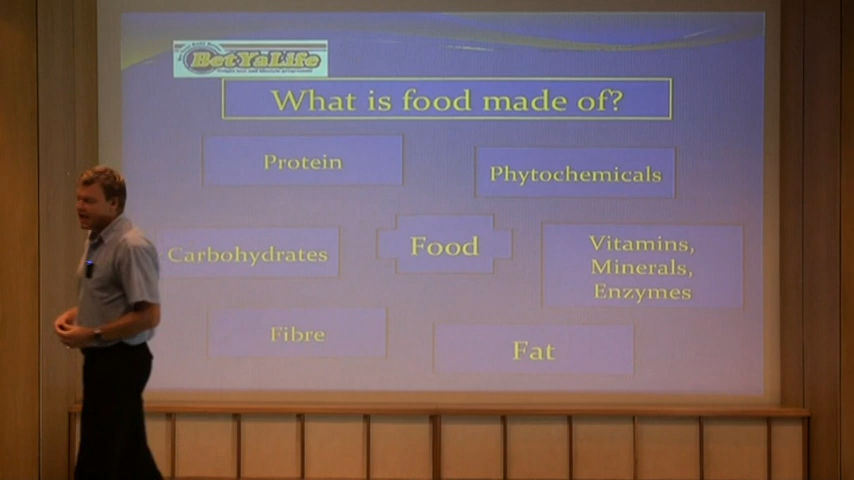 BetYaLife
What is food made of?
Protein
Phytochemicals
Carbohydrates
Food
Vitamins,
Minerals,
Enzymes
Fibre
Fat